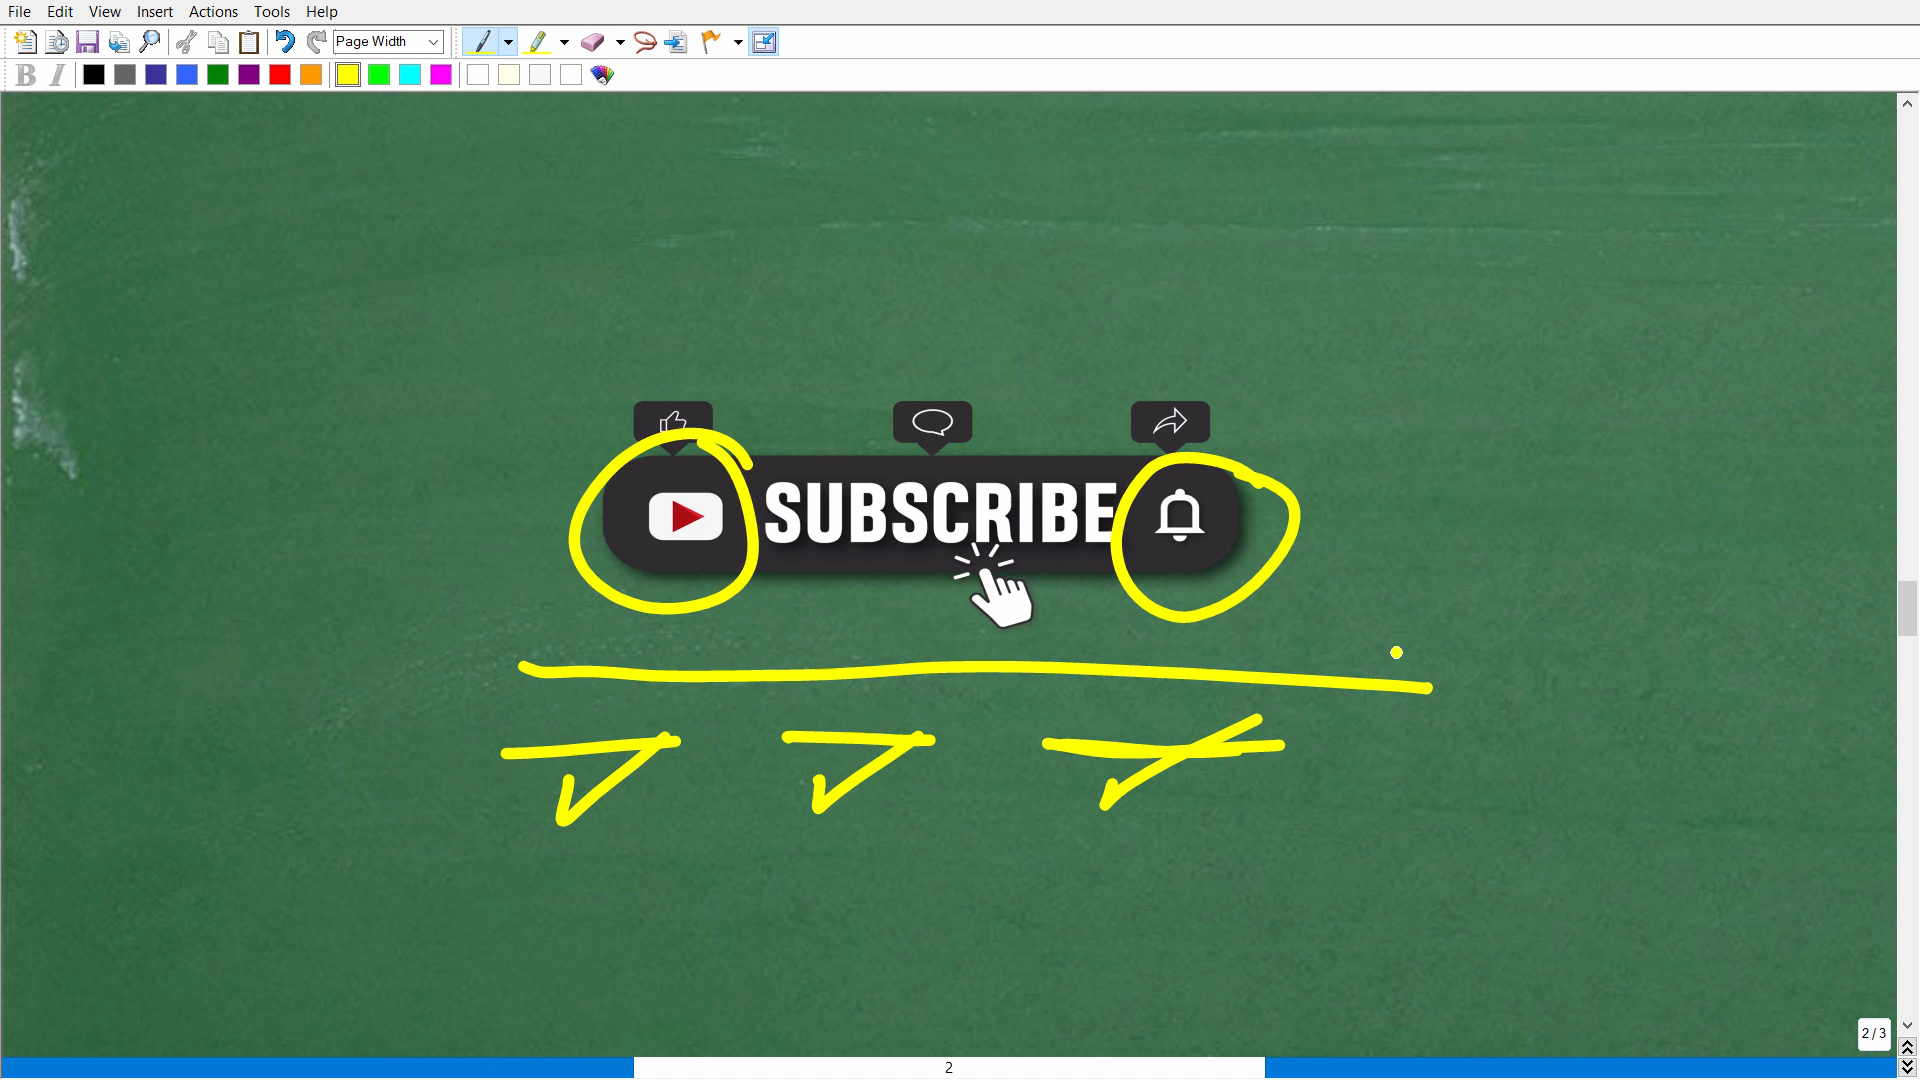 File Edit View Insert Actions Tools Help
Page Width
B I
SUBSCRIBE
2 / 3
2